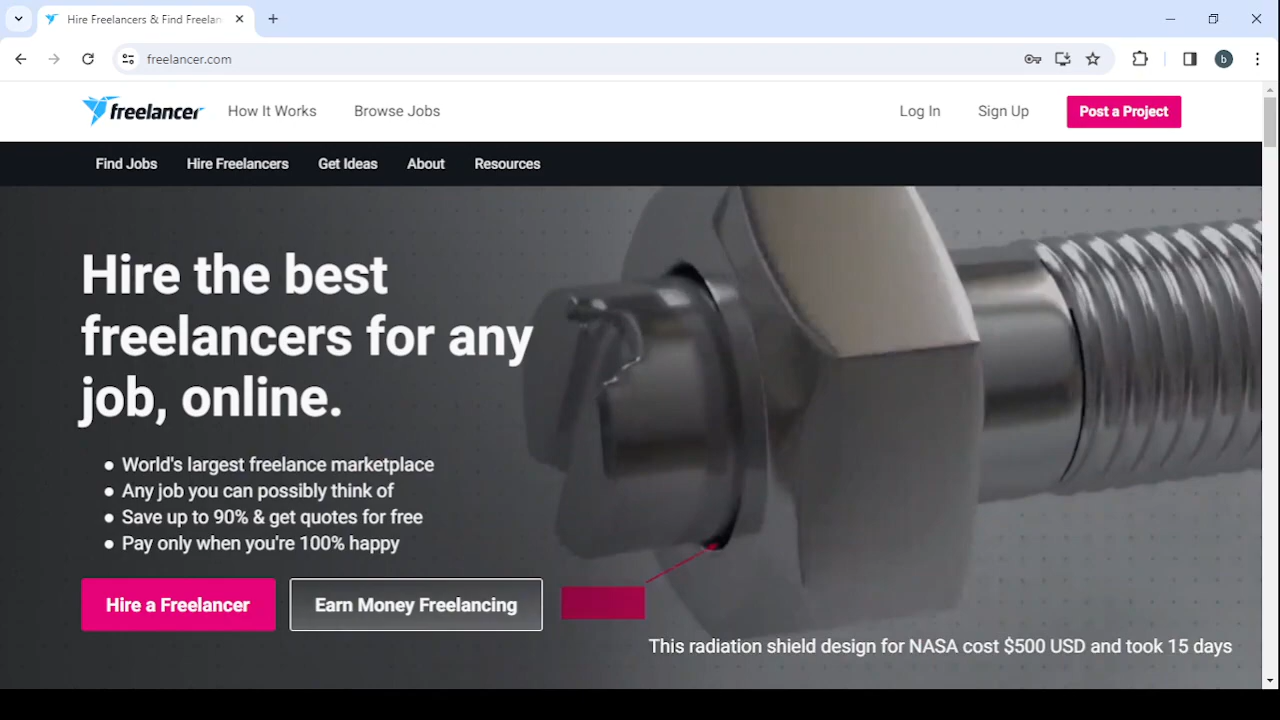 Hire Freelancers & Find Freelan
freelancer.com
b
freelancer
How It Works
Browse Jobs
Log In
Sign Up
Post a Project
Find Jobs
Hire Freelancers
Get Ideas
About
Resources
Hire the best
freelancers for any
job, online.
World's largest freelance marketplace
Any job you can possibly think of
Save up to 90% & get quotes for free
Pay only when you're 100% happy
Hire a Freelancer
Earn Money Freelancing
This radiation shield design for NASA cost $500 USD and took 15 days